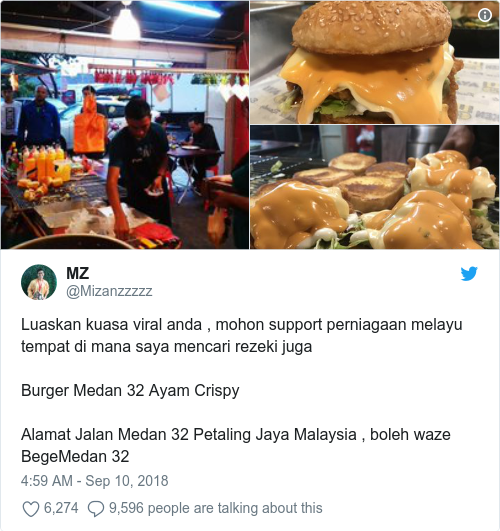 MZ
@Mizanzzzzz
Luaskan kuasa viral anda , mohon support perniagaan melayu
tempat di mana saya mencari rezeki juga
Burger Medan 32 Ayam Crispy
Alamat Jalan Medan 32 Petaling Jaya Malaysia , boleh waze
BegeMedan 32
4:59 AM - Sep 10, 2018
6,274 9,596 people are talking about this